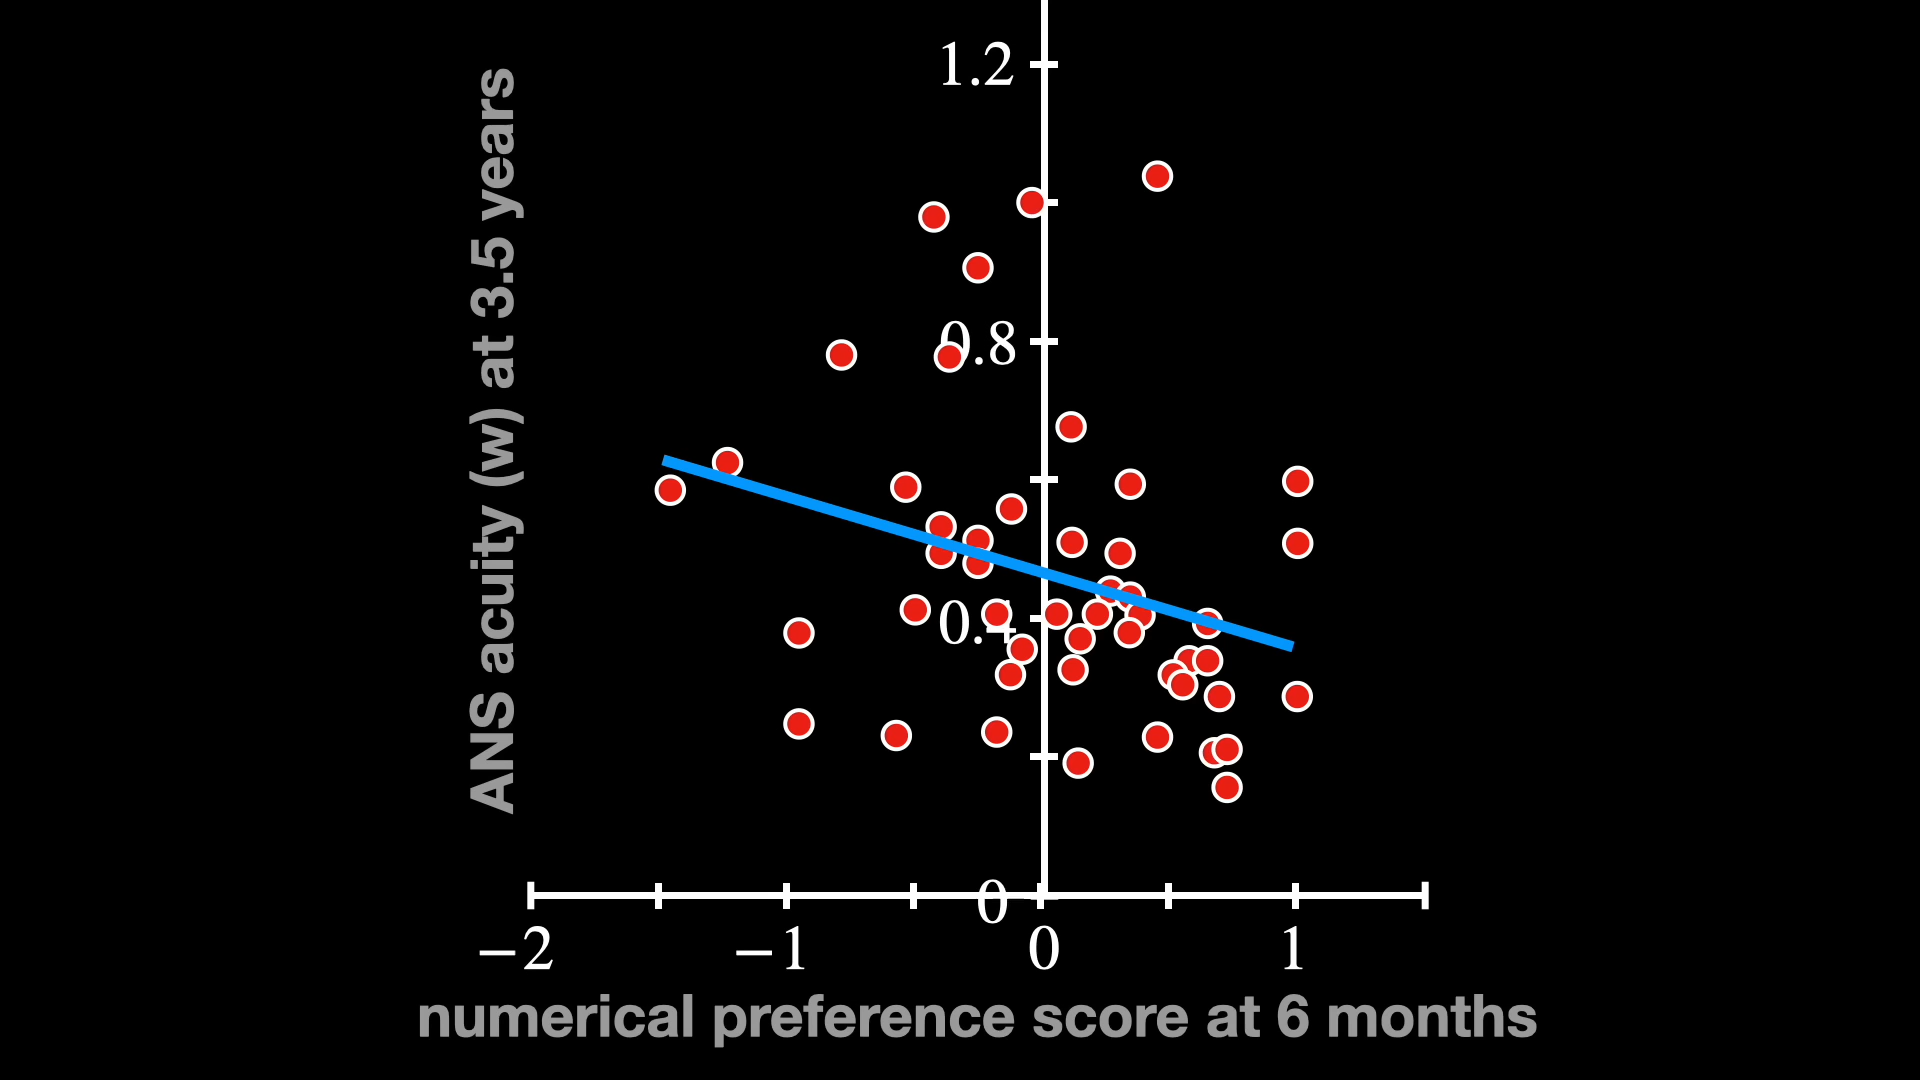 ANS acuity (w) at 3.5 years
1.2
0.8
0.4
0
−2 −1 0 1
numerical preference score at 6 months